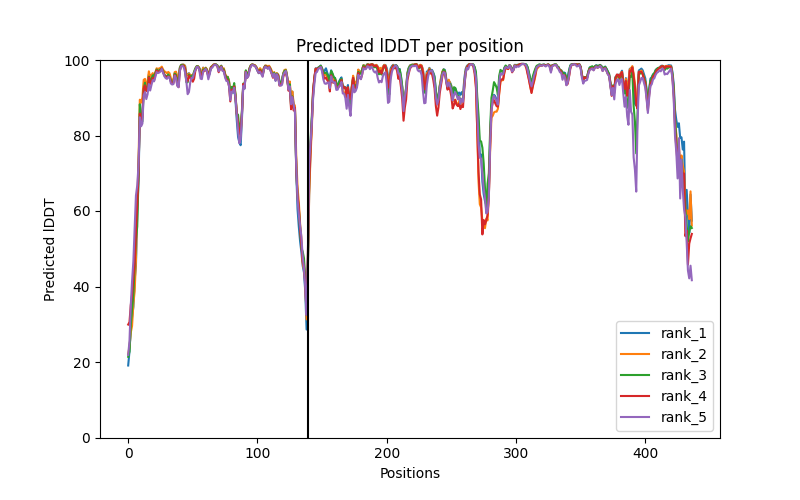 Predicted lDDT per position
100
80
60
40
20
0
Predicted lDDT
0 100 200 300 400
Positions
rank_1
rank_2
rank_3
rank_4
rank_5